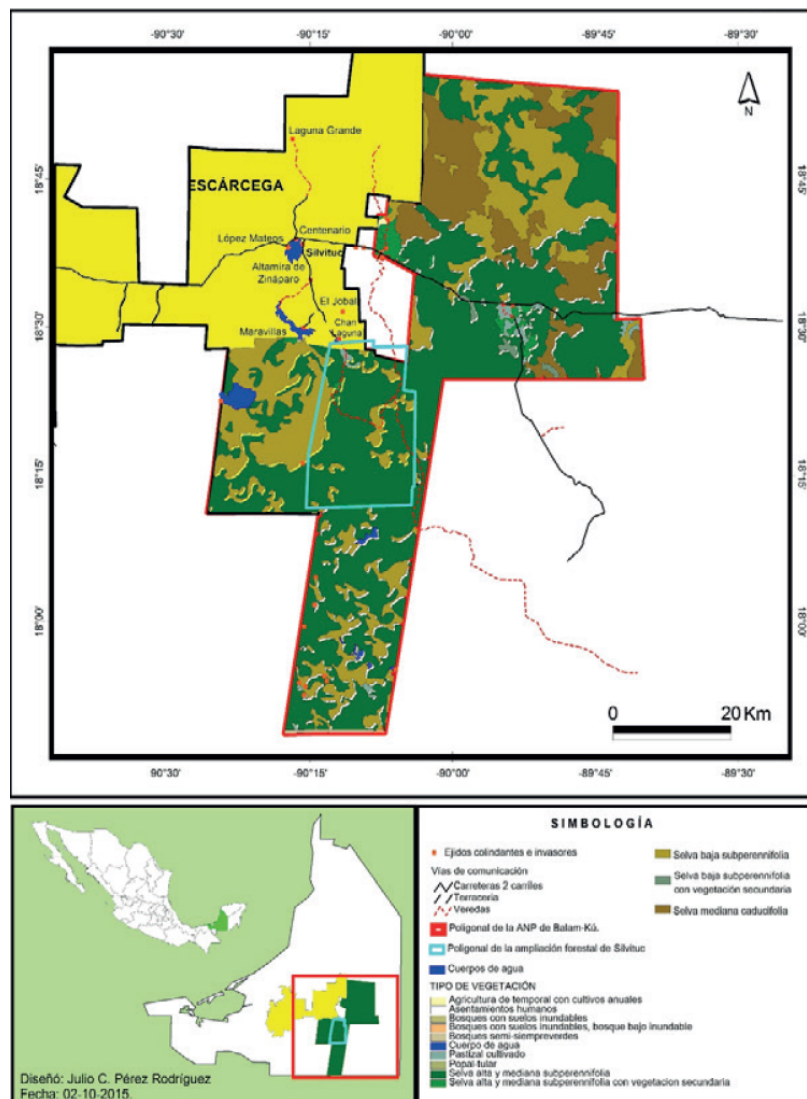 -90°30'
-90°15'
-90°00'
-89°45'
-89°30'
N
Laguna Grande
18°45'
18°45'
ESCÁRCEGA
López Mateos
Centenario
Silvituc
Altamira de
Zináparo
El Jobal
18°30'
18°30'
Maravillas
Chan
Laguna
18°15'
18°15'
18°00'
18°00'
0 20 Km
-90°30'
-90°15'
-90°00'
-89°45'
-89°30'
SIMBOLOGÍA
Ejidos colindantes e invasores
Vías de comunicación
Carreteras 2 carriles
Terracería
Veredas
Poligonal de la ANP de Balam-Kú.
Poligonal de la ampliación forestal de Silvituc
Cuerpos de agua
TIPO DE VEGETACIÓN
Agricultura de temporal con cultivos anuales
Asentamientos humanos
Bosques con suelos inundables
Bosques con suelos inundables, bosque bajo inundable
Bosques semi-siempreverdes
Cuerpo de agua
Pastizal cultivado
Popal-tular
Selva alta y mediana subperennifolia
Selva alta y mediana subperennifolia con vegetacion secundaria
Selva baja subperennifolia
Selva baja subperennifolia
con vegetación secundaria
Selva mediana caducifolia
Diseñó: Julio C. Pérez Rodríguez
Fecha: 02-10-2015.